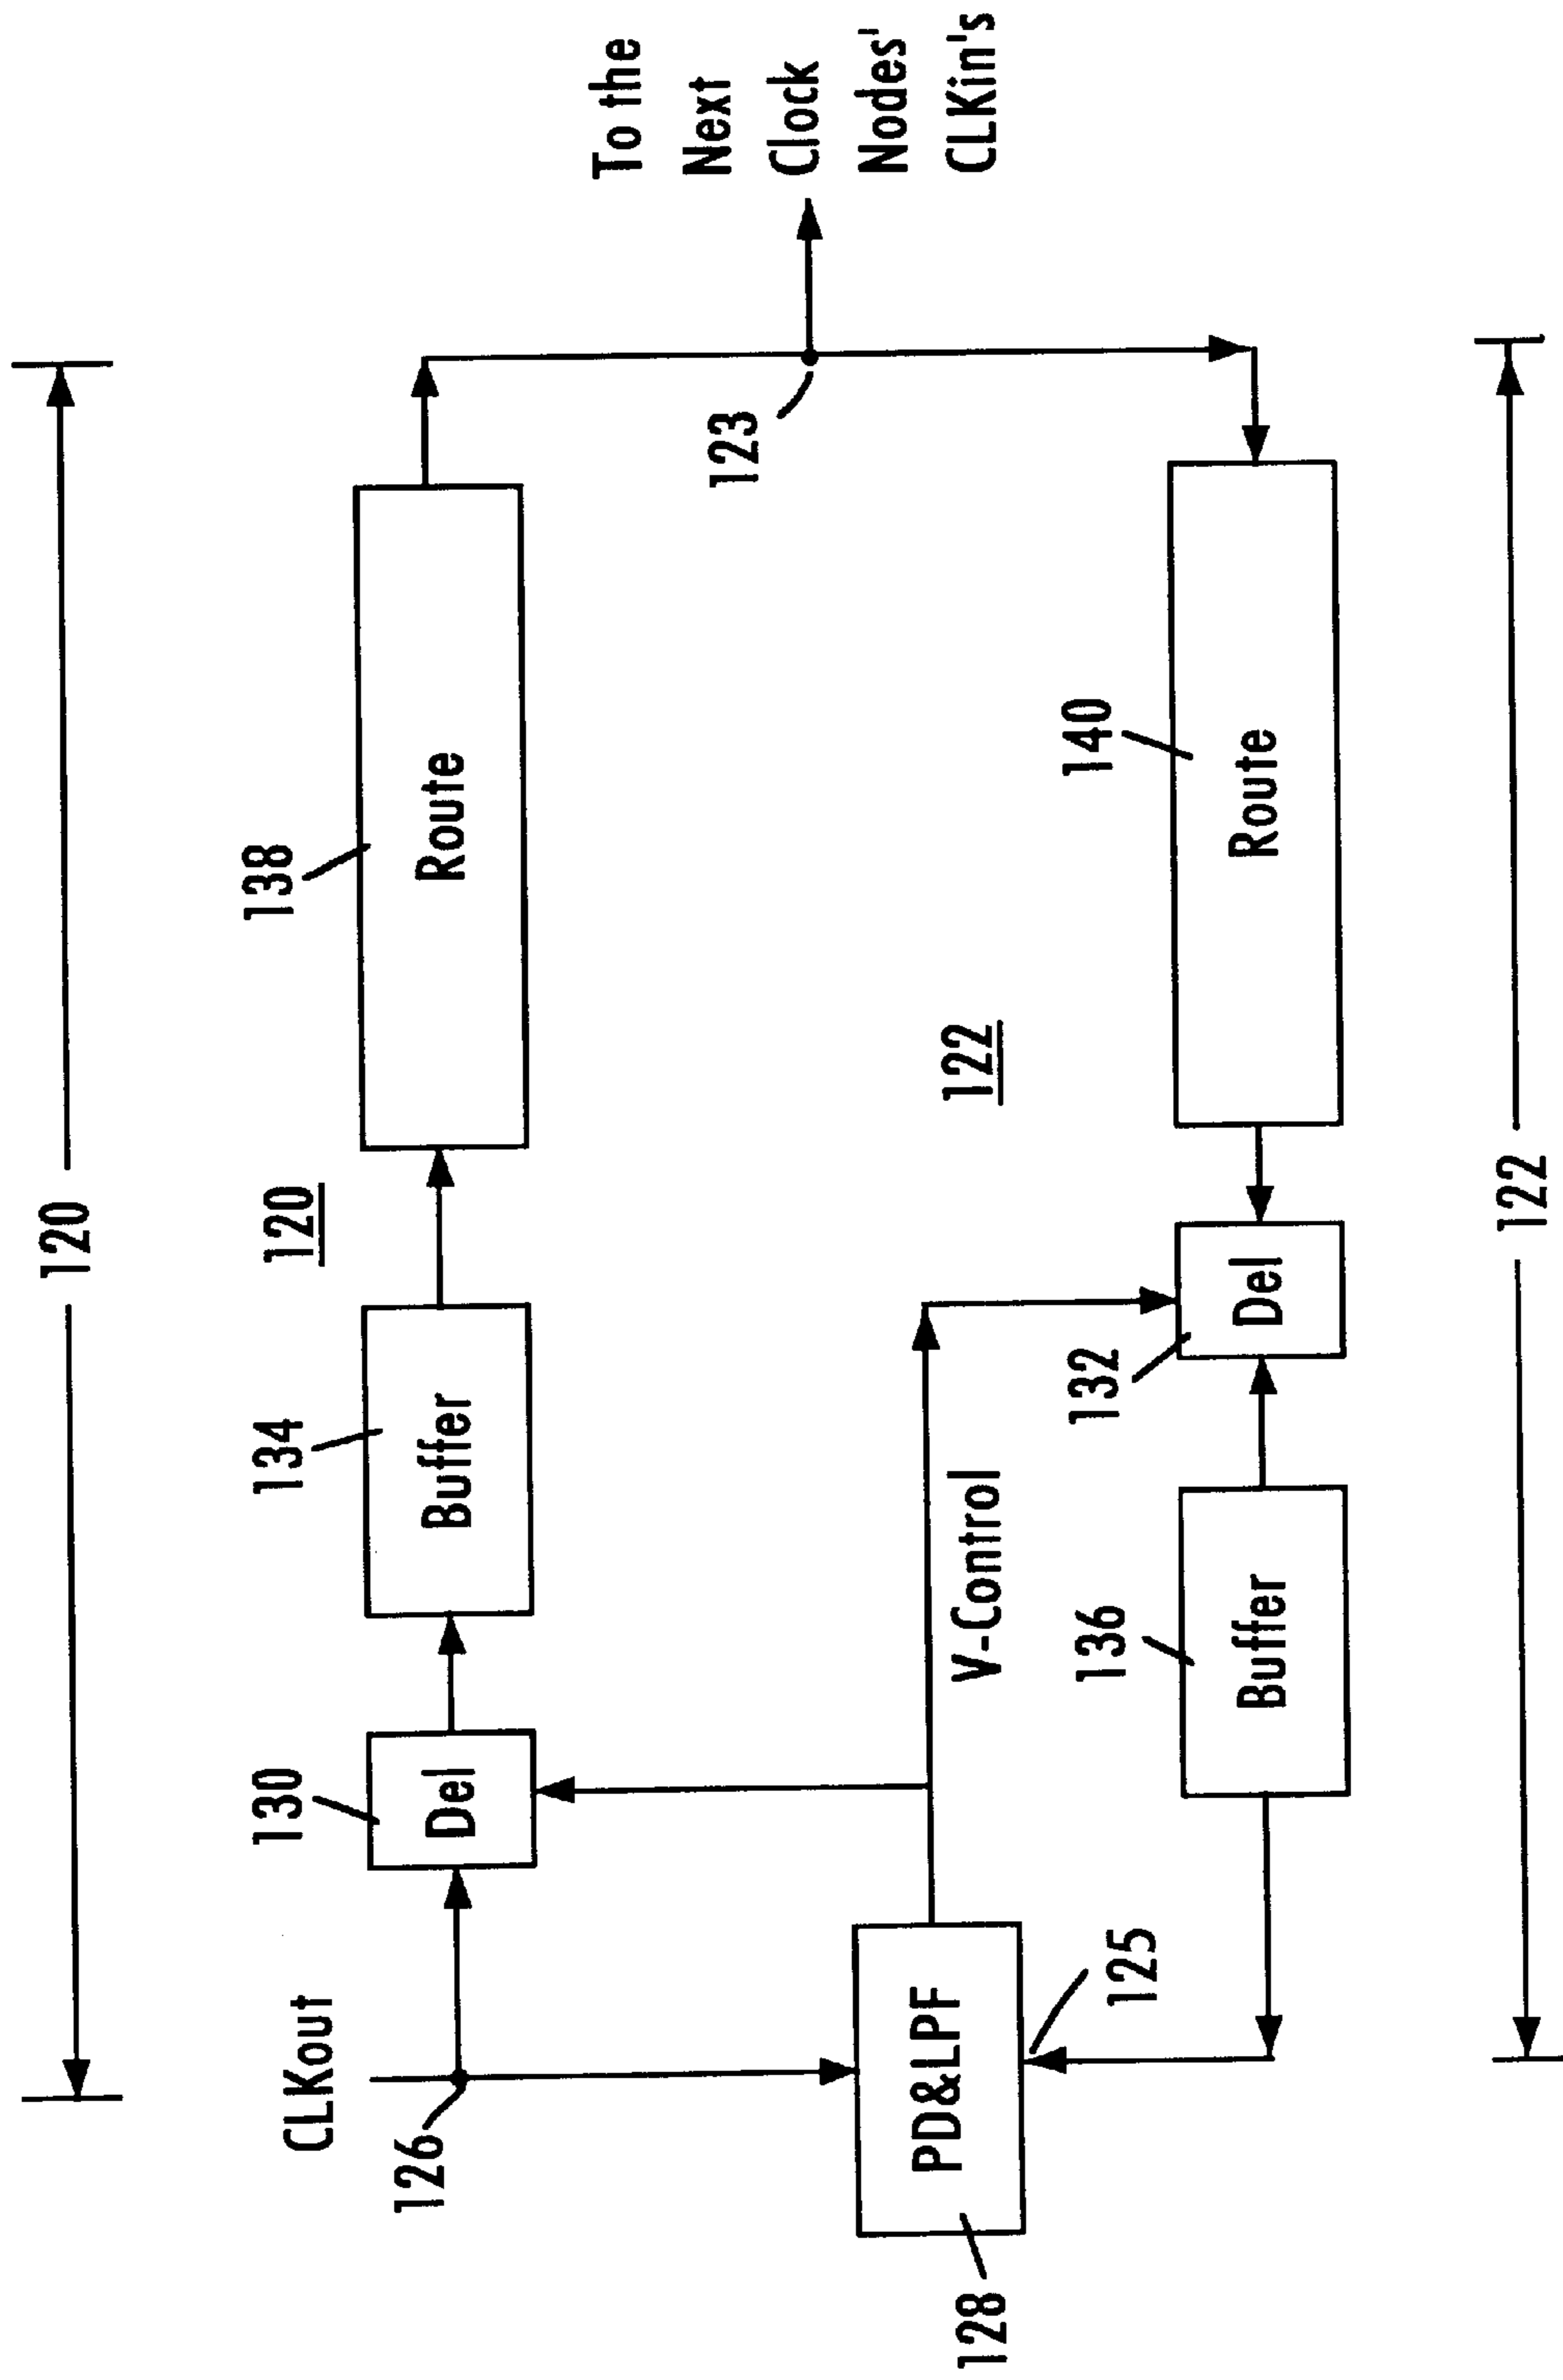 120
138
Route
120
134
Buffer
130
Del
CLKout
126
To the
Next
Clock
Nodes'
CLKin's
123
122
V-Control
PD&LPF
128
125
140
Route
132
Del
136
Buffer
122